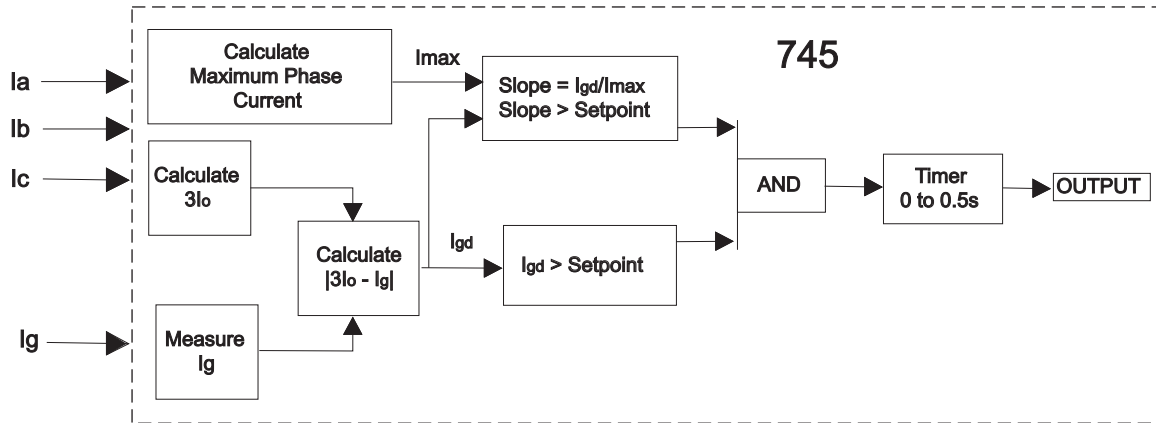 745
Calculate
Maximum Phase
Current
Imax
Slope = Igd/Imax
Slope > Setpoint
Ia
Ib
Ic
Calculate
3Io
AND
Timer
0 to 0.5s
OUTPUT
Calculate
|3Io - Ig|
Igd
Igd > Setpoint
Ig
Measure
Ig